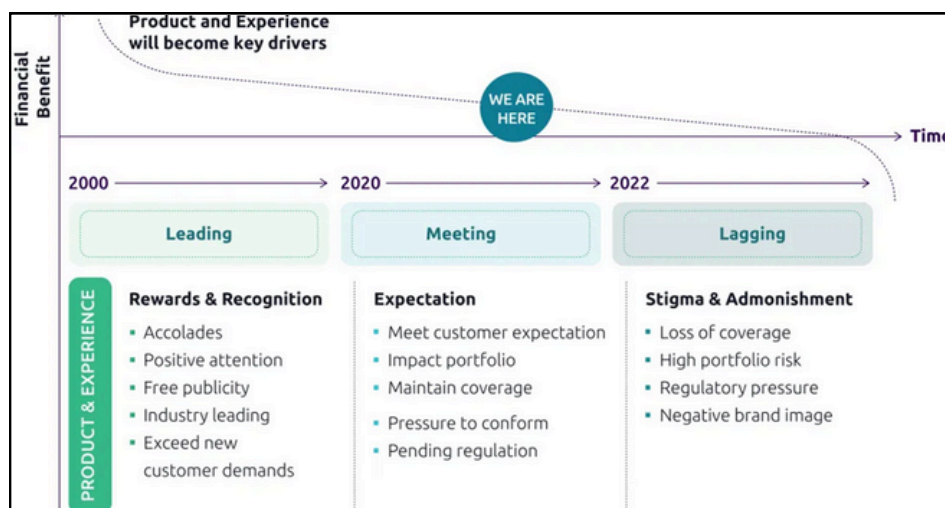 Product and Experience
will become key drivers
Financial
Benefit
WE ARE
HERE
Time
2000
2020
2022
Leading
Meeting
Lagging
PRODUCT & EXPERIENCE
Rewards & Recognition
Accolades
Positive attention
Free publicity
Industry leading
Exceed new
customer demands
Expectation
Meet customer expectation
Impact portfolio
Maintain coverage
Pressure to conform
Pending regulation
Stigma & Admonishment
Loss of coverage
High portfolio risk
Regulatory pressure
Negative brand image